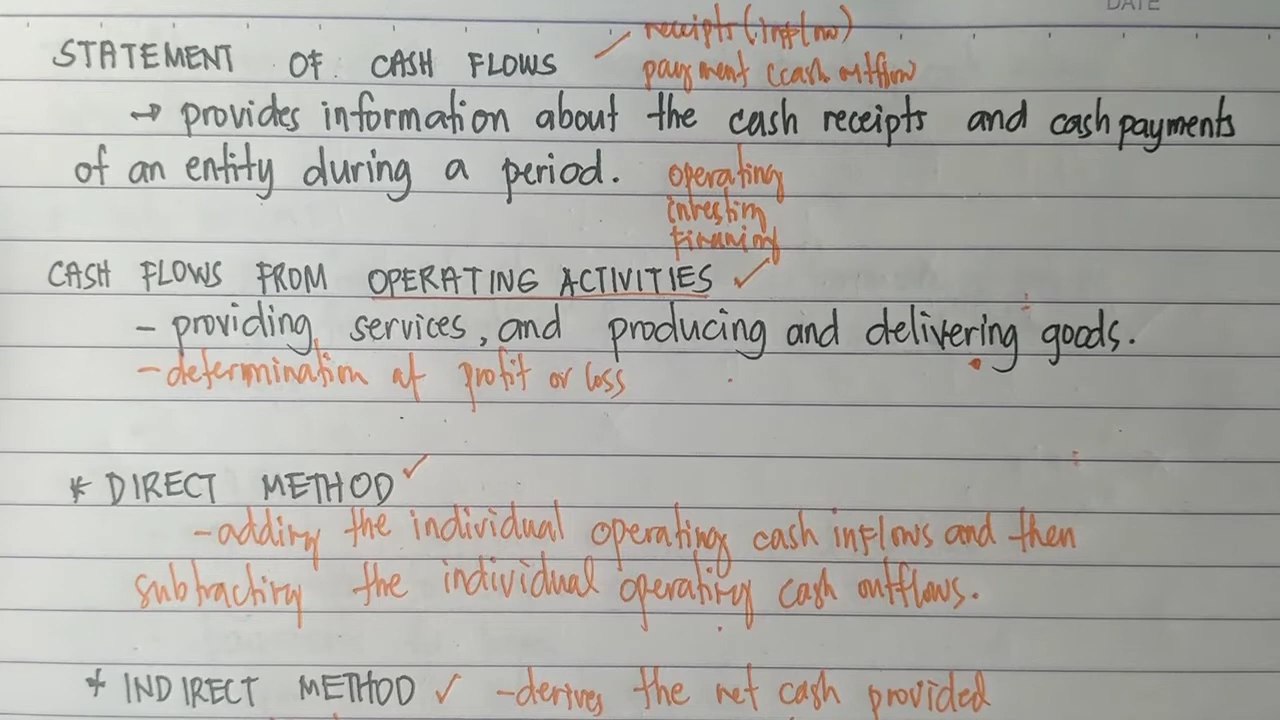 DATE
receipts (inflow)
STATEMENT OF CASH FLOWS
payment (cash outflow
→ provides information about the cash receipts and cash payments
of an entity during a period.
operating
investing
financing
CASH FLOWS FROM OPERATING ACTIVITIES ✓
- providing services, and producing and delivering goods.
- determination of profit or loss
* DIRECT METHOD ✓
- adding the individual operating cash inflows and then
subtracting the individual operating cash outflows.
* INDIRECT METHOD ✓ - derives the net cash provided